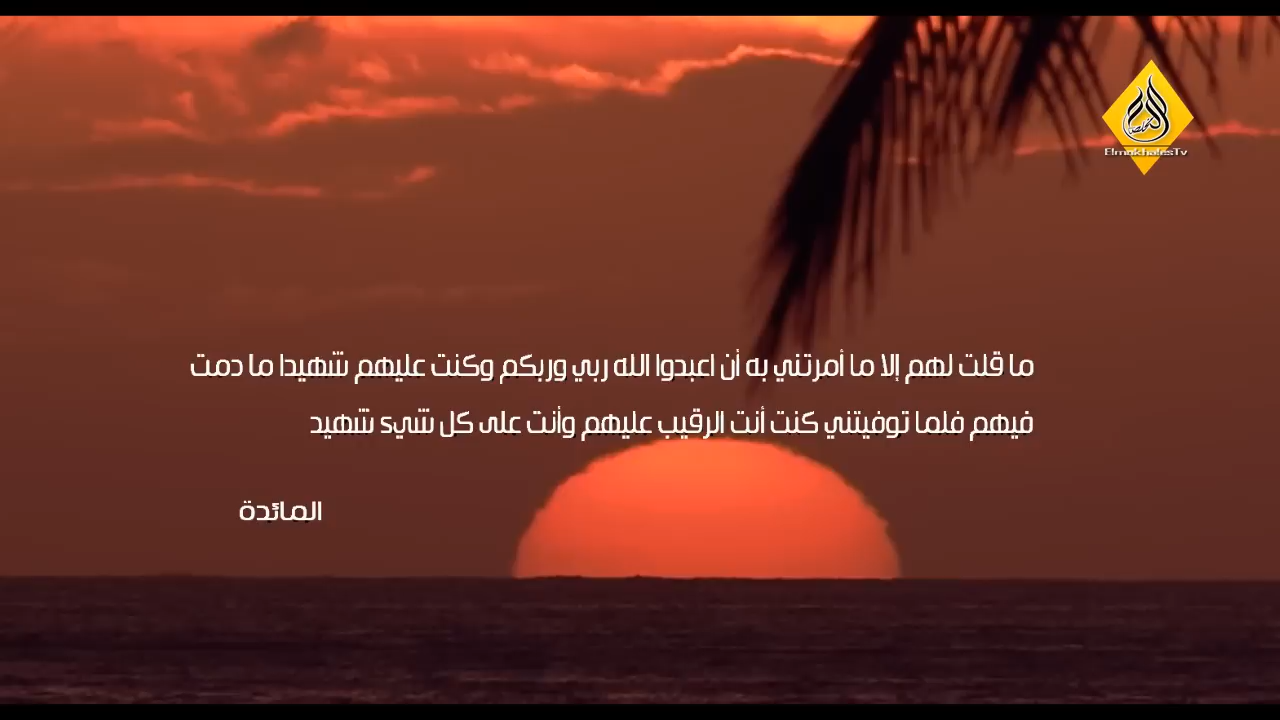 ElmokhalesTv
ما قلت لهم إلا ما أمرتني به أن اعبدوا الله ربي وربكم وكنت عليهم شهيدا ما دمت
فيهم فلما توفيتني كنت أنت الرقيب عليهم وأنت على كل شيء شهيد
المائدة